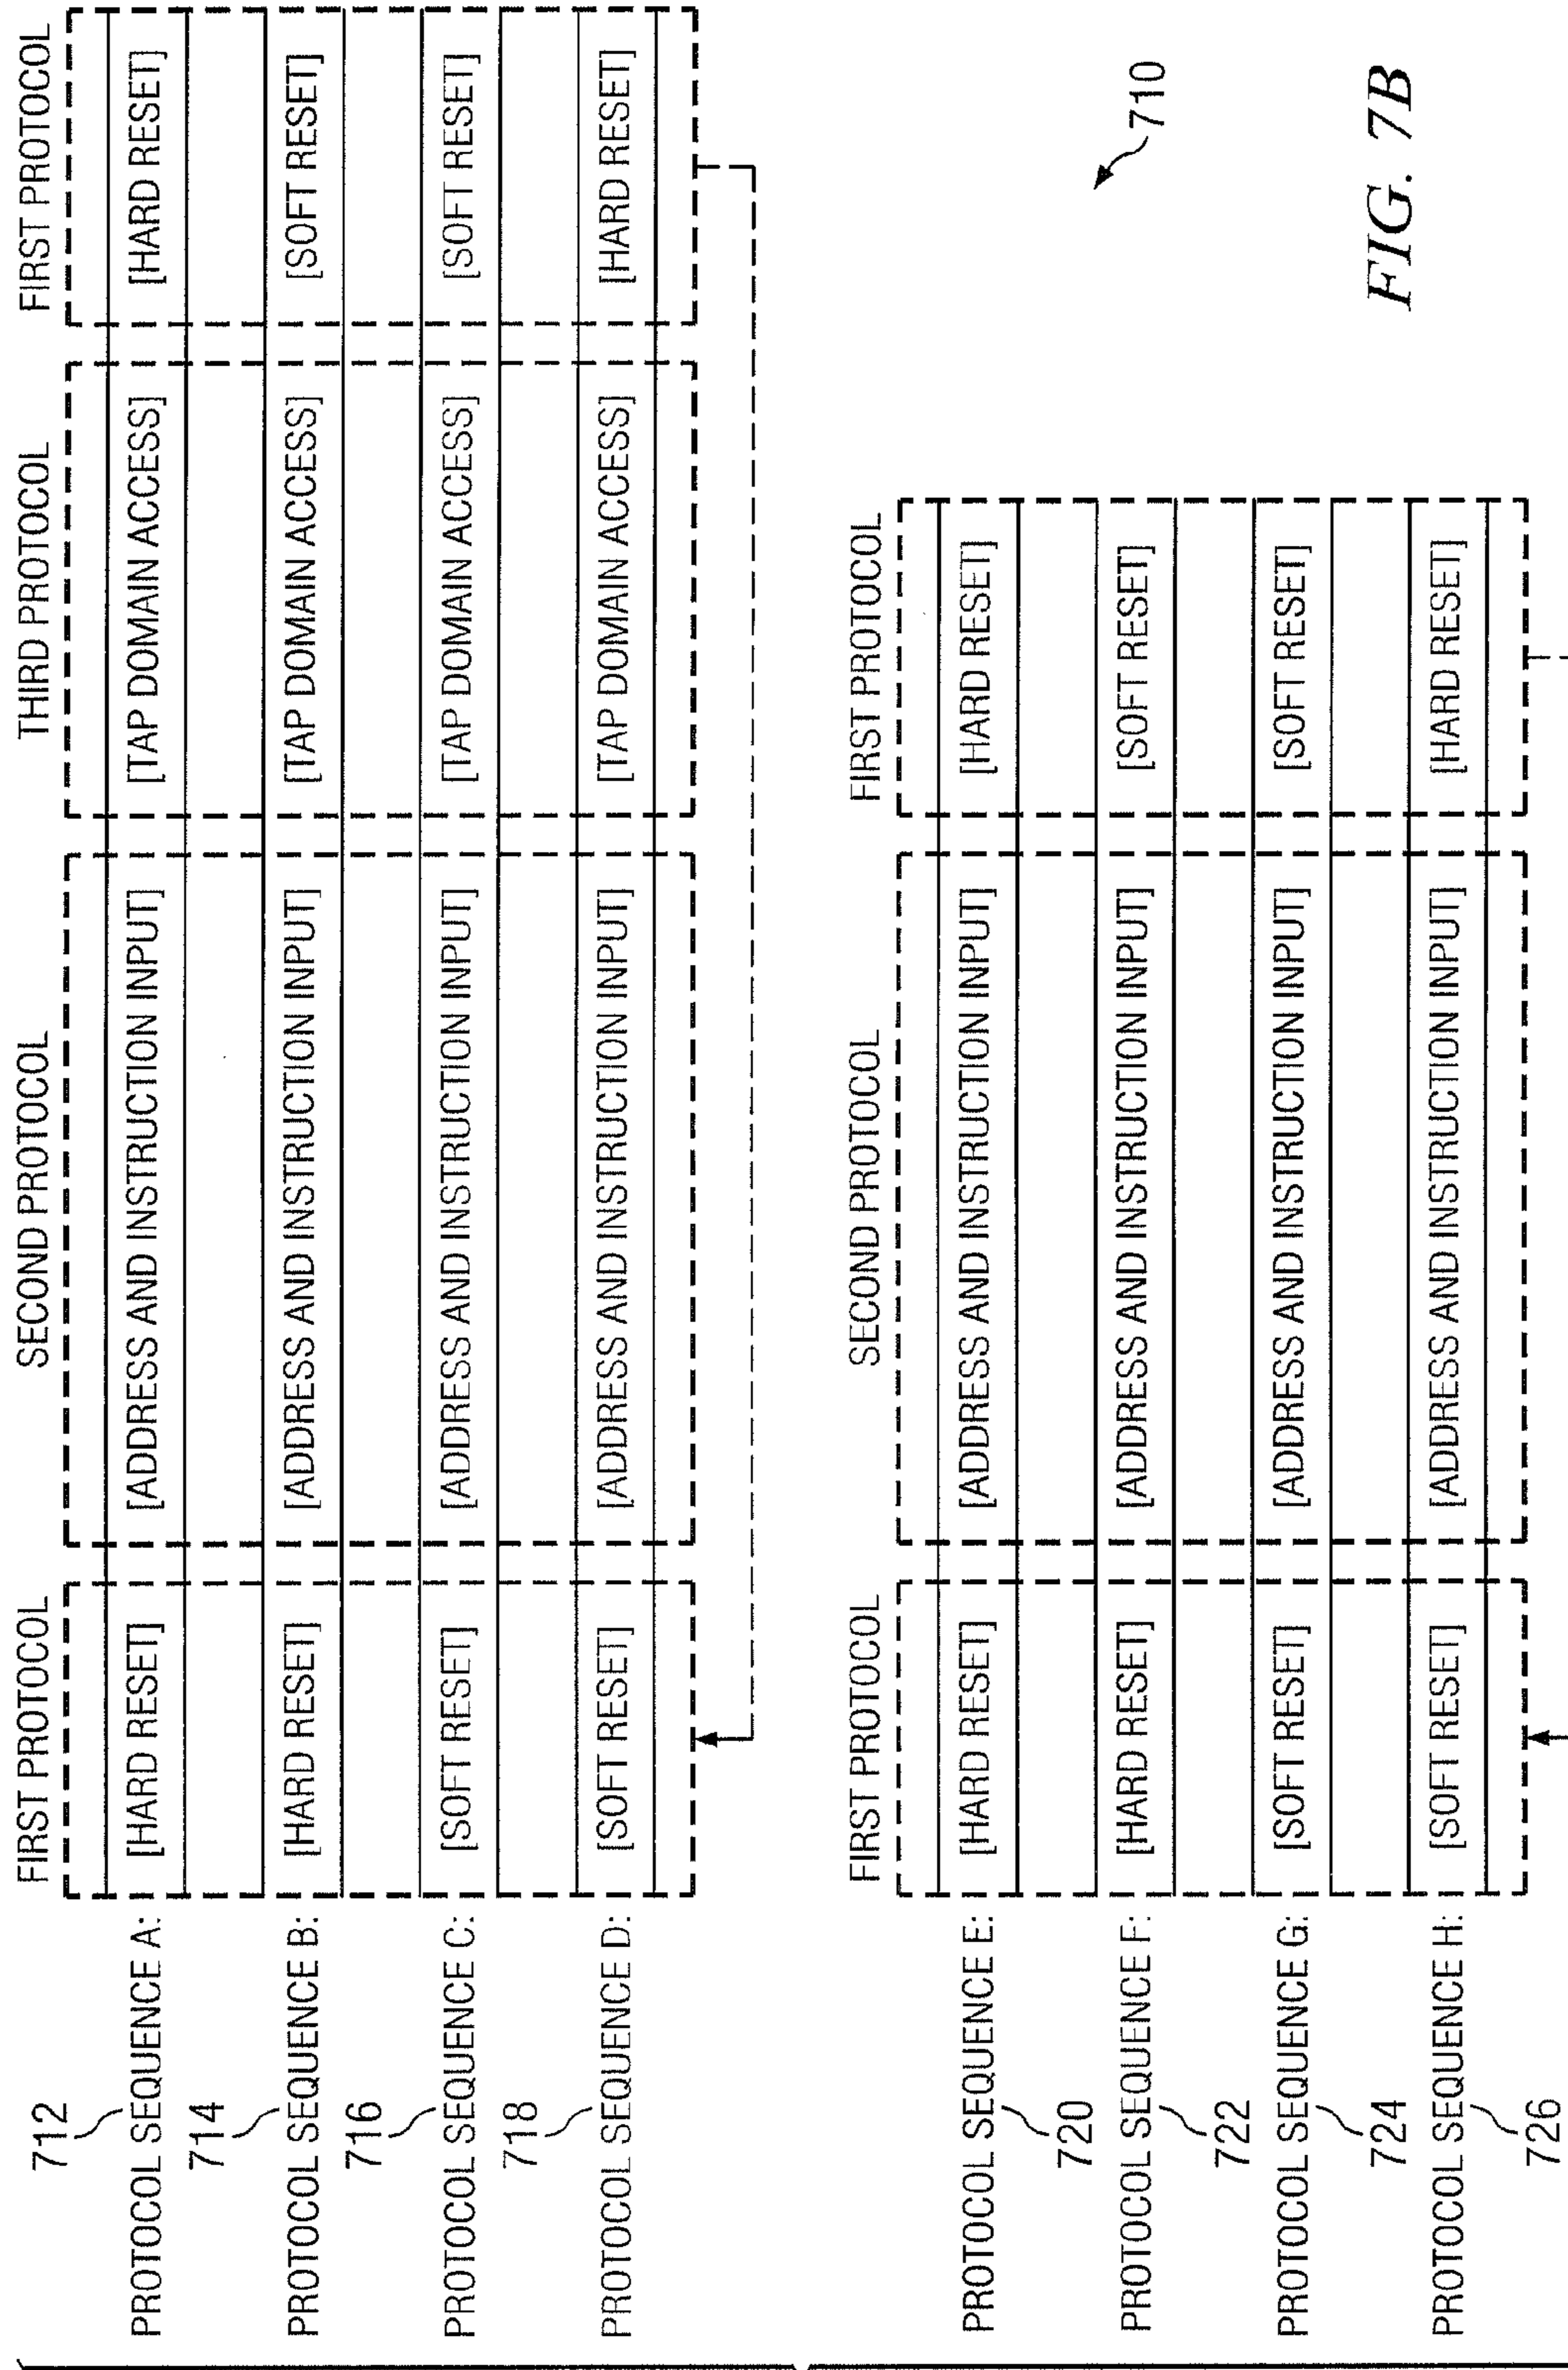 FIRST PROTOCOL SECOND PROTOCOL THIRD PROTOCOL FIRST PROTOCOL
712
PROTOCOL SEQUENCE A: [HARD RESET] [ADDRESS AND INSTRUCTION INPUT] [TAP DOMAIN ACCESS] [HARD RESET]
714
PROTOCOL SEQUENCE B: [HARD RESET] [ADDRESS AND INSTRUCTION INPUT] [TAP DOMAIN ACCESS] [SOFT RESET]
716
PROTOCOL SEQUENCE C: [SOFT RESET] [ADDRESS AND INSTRUCTION INPUT] [TAP DOMAIN ACCESS] [SOFT RESET]
718
PROTOCOL SEQUENCE D: [SOFT RESET] [ADDRESS AND INSTRUCTION INPUT] [TAP DOMAIN ACCESS] [HARD RESET]
FIRST PROTOCOL SECOND PROTOCOL FIRST PROTOCOL
PROTOCOL SEQUENCE E: [HARD RESET] [ADDRESS AND INSTRUCTION INPUT] [HARD RESET]
720
PROTOCOL SEQUENCE F: [HARD RESET] [ADDRESS AND INSTRUCTION INPUT] [SOFT RESET]
722
PROTOCOL SEQUENCE G: [SOFT RESET] [ADDRESS AND INSTRUCTION INPUT] [SOFT RESET]
724
PROTOCOL SEQUENCE H: [SOFT RESET] [ADDRESS AND INSTRUCTION INPUT] [HARD RESET]
726
710
FIG. 7B